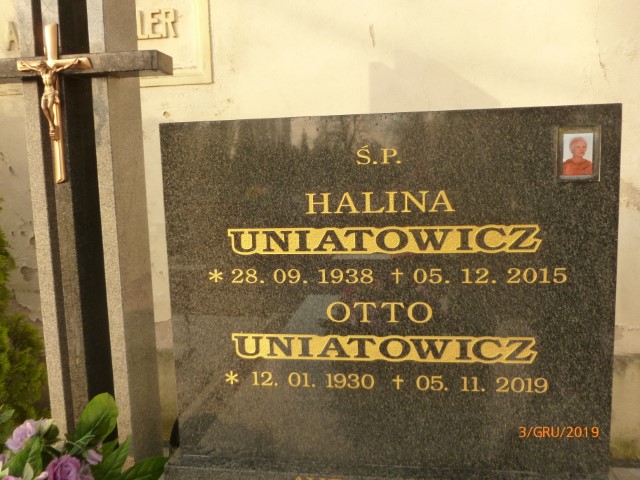 LER
Ś.P.
HALINA
UNIATOWICZ
* 28. 09. 1938 † 05. 12. 2015
OTTO
UNIATOWICZ
* 12. 01. 1930 † 05. 11. 2019
3/GRU/2019